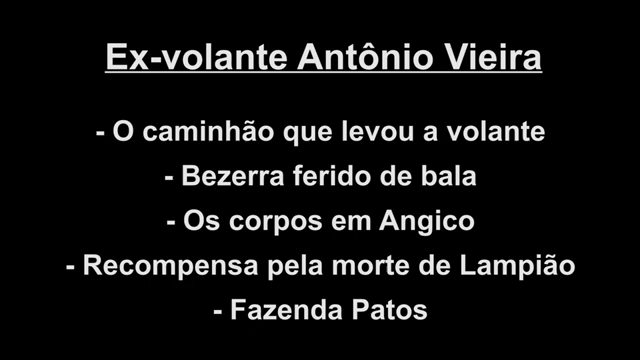 Ex-volante Antônio Vieira
- O caminhão que levou a volante
- Bezerra ferido de bala
- Os corpos em Angico
- Recompensa pela morte de Lampião
- Fazenda Patos